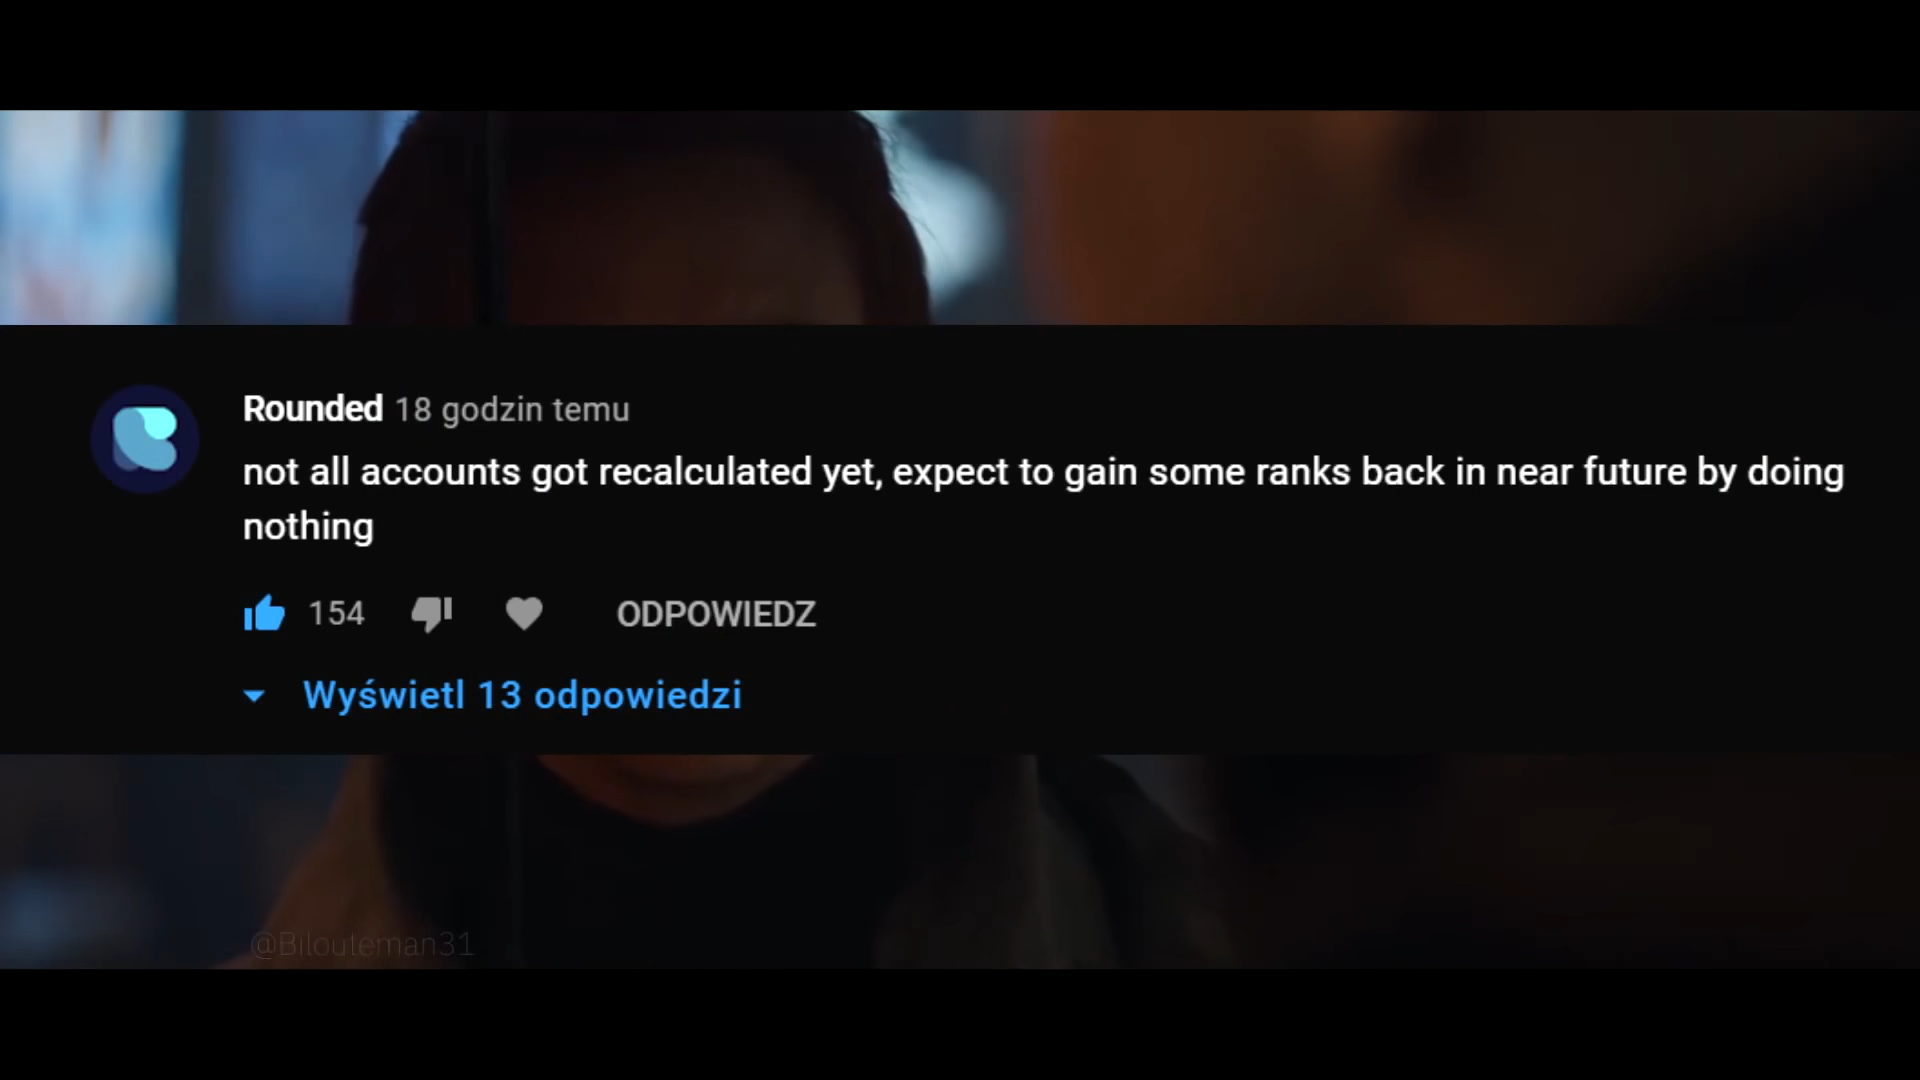 Rounded 18 godzin temu
not all accounts got recalculated yet, expect to gain some ranks back in near future by doing
nothing
154 ODPOWIEDZ
Wyświetl 13 odpowiedzi
@Bilouteman31